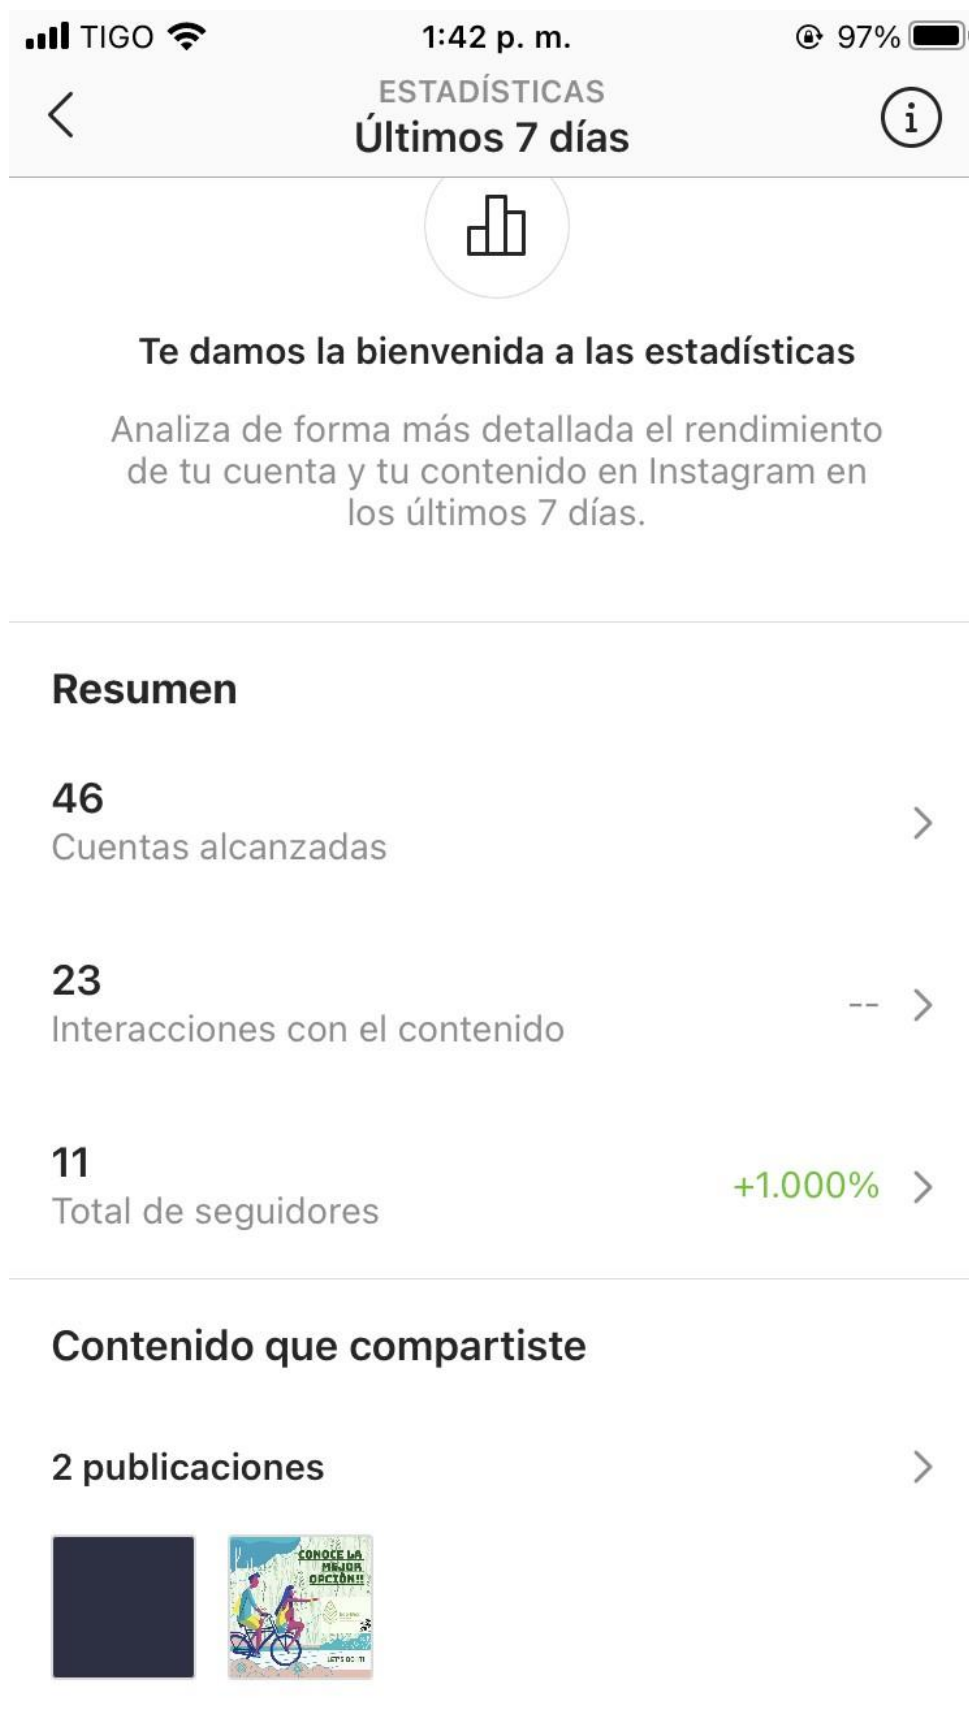 TIGO
1:42 p. m.
97%
ESTADÍSTICAS
Últimos 7 días
Te damos la bienvenida a las estadísticas
Analiza de forma más detallada el rendimiento
de tu cuenta y tu contenido en Instagram en
los últimos 7 días.
Resumen
46
Cuentas alcanzadas
23
Interacciones con el contenido
--
11
Total de seguidores
+1.000%
Contenido que compartiste
2 publicaciones
CONOCE LA
MEJOR
OPCIÓN!!